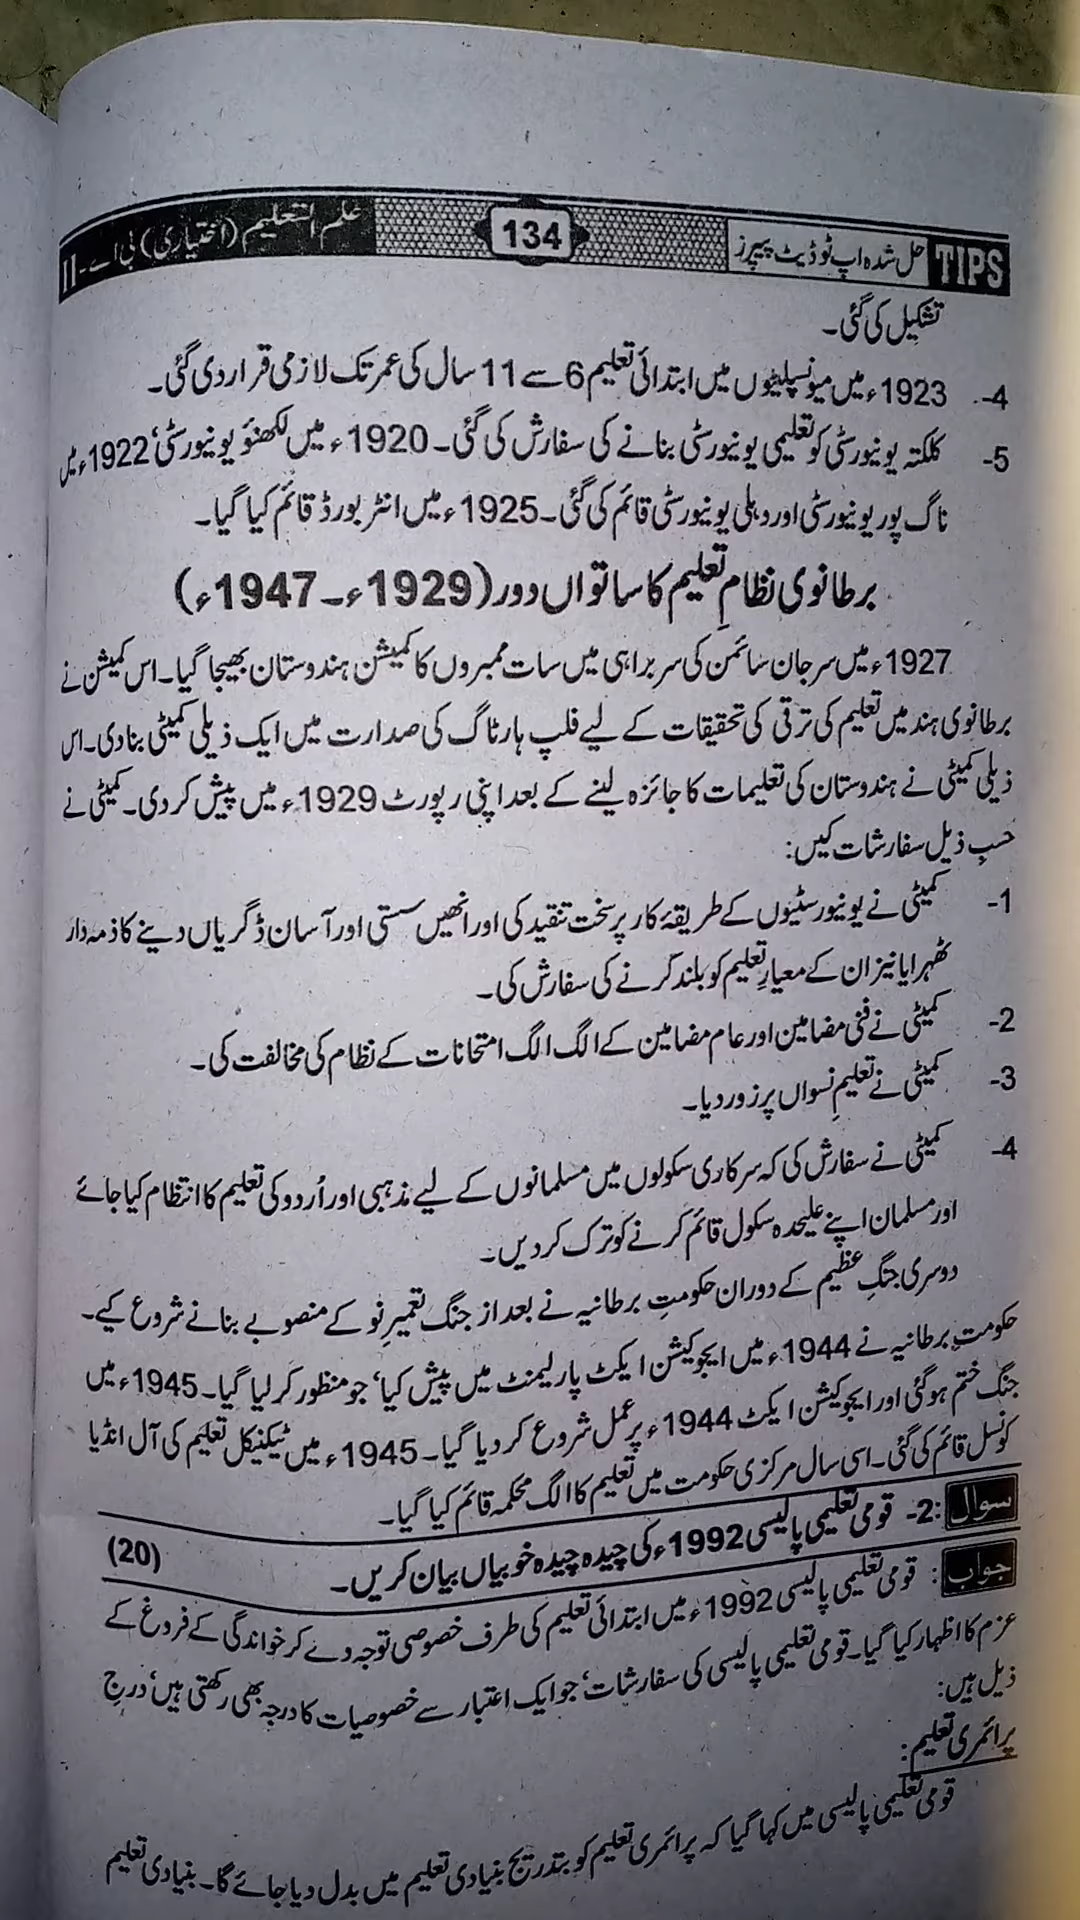 TIPS حل شدہ اپ ٹو ڈیٹ پیپرز 134 علم التعلیم (اختیاری) بی اے۔II
تشکیل کی گئی۔
4- 1923ء میں میونسپلیٹیوں میں ابتدائی تعلیم 6 سے 11 سال کی عمر تک لازمی قرار دی گئی۔
5- کلکتہ یونیورسٹی کو تعلیمی یونیورسٹی بنانے کی سفارش کی گئی۔ 1920ء میں لکھنؤ یونیورسٹی‘ 1922ء میں
ناگ پور یونیورسٹی اور دہلی یونیورسٹی قائم کی گئی۔ 1925ء میں انٹر بورڈ قائم کیا گیا۔
برطانوی نظامِ تعلیم کا ساتواں دور (1929ء۔1947ء)
1927ء میں سر جان سائمن کی سربراہی میں سات ممبروں کا کمیشن ہندوستان بھیجا گیا۔ اس کمیشن نے
برطانوی ہند میں تعلیم کی ترقی کی تحقیقات کے لیے فلپ ہارٹاگ کی صدارت میں ایک ذیلی کمیٹی بنا دی۔ اس
ذیلی کمیٹی نے ہندوستان کی تعلیمات کا جائزہ لینے کے بعد اپنی رپورٹ 1929ء میں پیش کر دی۔ کمیٹی نے
حسبِ ذیل سفارشات کیں:
1- کمیٹی نے یونیورسٹیوں کے طریقۂ کار پر سخت تنقید کی اور انھیں سستی اور آسان ڈگریاں دینے کا ذمہ دار
ٹھہرایا نیز ان کے معیارِ تعلیم کو بلند کرنے کی سفارش کی۔
2- کمیٹی نے فنی مضامین اور عام مضامین کے الگ الگ امتحانات کے نظام کی مخالفت کی۔
3- کمیٹی نے تعلیمِ نسواں پر زور دیا۔
4- کمیٹی نے سفارش کی کہ سرکاری سکولوں میں مسلمانوں کے لیے مذہبی اور اُردو کی تعلیم کا انتظام کیا جائے
اور مسلمان اپنے علیحدہ سکول قائم کرنے کو ترک کر دیں۔
دوسری جنگِ عظیم کے دوران حکومتِ برطانیہ نے بعد از جنگ تعمیرِ نو کے منصوبے بنانے شروع کیے۔
حکومتِ برطانیہ نے 1944ء میں ایجوکیشن ایکٹ پارلیمنٹ میں پیش کیا‘ جو منظور کر لیا گیا۔ 1945ء میں
جنگ ختم ہو گئی اور ایجوکیشن ایکٹ 1944ء پر عمل شروع کر دیا گیا۔ 1945ء میں ٹیکنیکل تعلیم کی آل انڈیا
کونسل قائم کی گئی۔ اسی سال مرکزی حکومت میں تعلیم کا الگ محکمہ قائم کیا گیا۔
سوال :2- قومی تعلیمی پالیسی 1992ء کی چیدہ چیدہ خوبیاں بیان کریں۔ (20)
جواب : قومی تعلیمی پالیسی 1992ء میں ابتدائی تعلیم کی طرف خصوصی توجہ دے کر خواندگی کے فروغ کے
عزم کا اظہار کیا گیا۔ قومی تعلیمی پالیسی کی سفارشات‘ جو ایک اعتبار سے خصوصیات کا درجہ بھی رکھتی ہیں‘ درجِ
ذیل ہیں:
پرائمری تعلیم:
قومی تعلیمی پالیسی میں کہا گیا کہ پرائمری تعلیم کو بتدریج بنیادی تعلیم میں بدل دیا جائے گا۔ بنیادی تعلیم